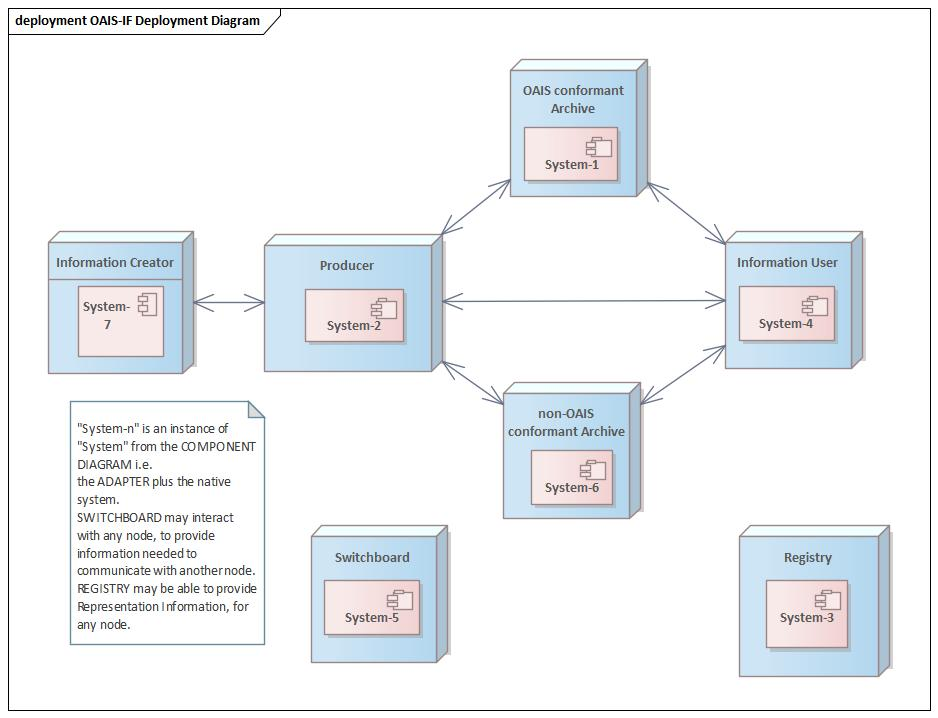 deployment OAIS-IF Deployment Diagram
OAIS conformant
Archive
System-1
Information Creator
System-
7
Producer
System-2
Information User
System-4
non-OAIS
conformant Archive
System-6
"System-n" is an instance of
"System" from the COMPONENT
DIAGRAM i.e.
the ADAPTER plus the native
system.
SWITCHBOARD may interact
with any node, to provide
information needed to
communicate with another node.
REGISTRY may be able to provide
Representation Information, for
any node.
Switchboard
System-5
Registry
System-3